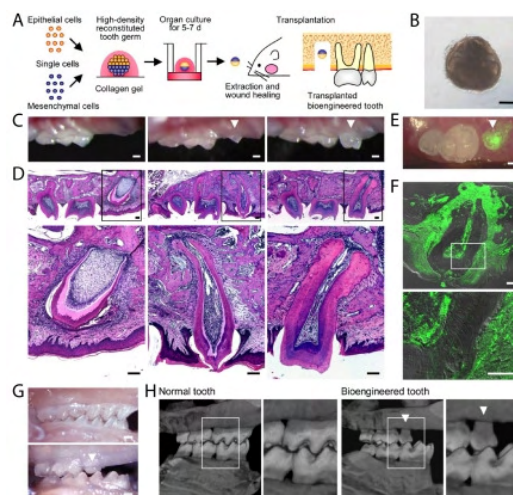 A
Epithelial cells
Single cells
Mesenchymal cells
High-density
reconstituted
tooth germ
Collagen gel
Organ culture
for 5-7 d
Transplantation
Extraction and
wound healing
Transplanted
bioengineered tooth
B
C
D
E
F
G
H
Normal tooth
Bioengineered tooth